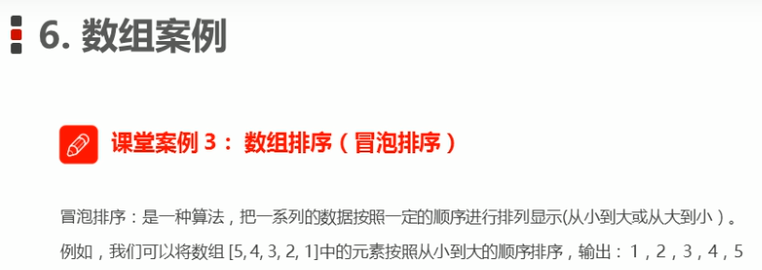 6. 数组案例
课堂案例 3： 数组排序（冒泡排序）
冒泡排序：是一种算法，把一系列的数据按照一定的顺序进行排列显示(从小到大或从大到小）。
例如，我们可以将数组 [5, 4, 3, 2, 1]中的元素按照从小到大的顺序排序，输出：1，2，3，4，5